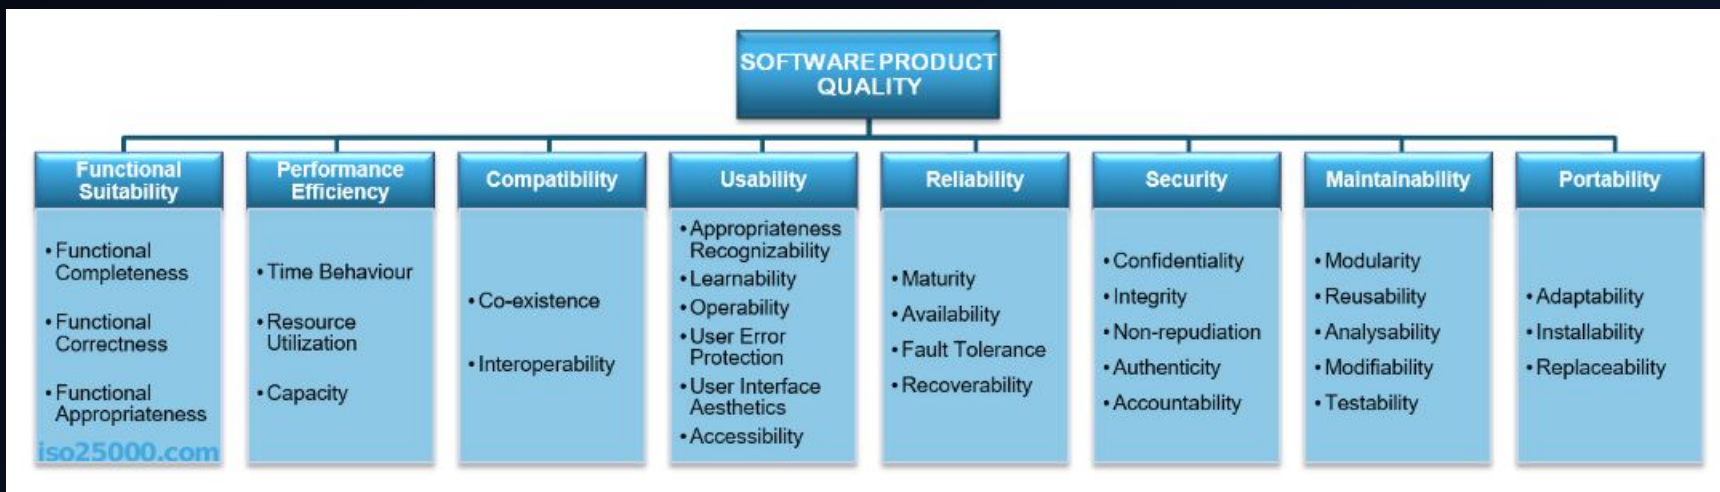 SOFTWARE PRODUCT
QUALITY
Functional
Suitability
• Functional
Completeness
• Functional
Correctness
• Functional
Appropriateness
iso25000.com
Performance
Efficiency
• Time Behaviour
• Resource
Utilization
• Capacity
Compatibility
• Co-existence
• Interoperability
Usability
• Appropriateness
Recognizability
• Learnability
• Operability
• User Error
Protection
• User Interface
Aesthetics
• Accessibility
Reliability
• Maturity
• Availability
• Fault Tolerance
• Recoverability
Security
• Confidentiality
• Integrity
• Non-repudiation
• Authenticity
• Accountability
Maintainability
• Modularity
• Reusability
• Analysability
• Modifiability
• Testability
Portability
• Adaptability
• Installability
• Replaceability